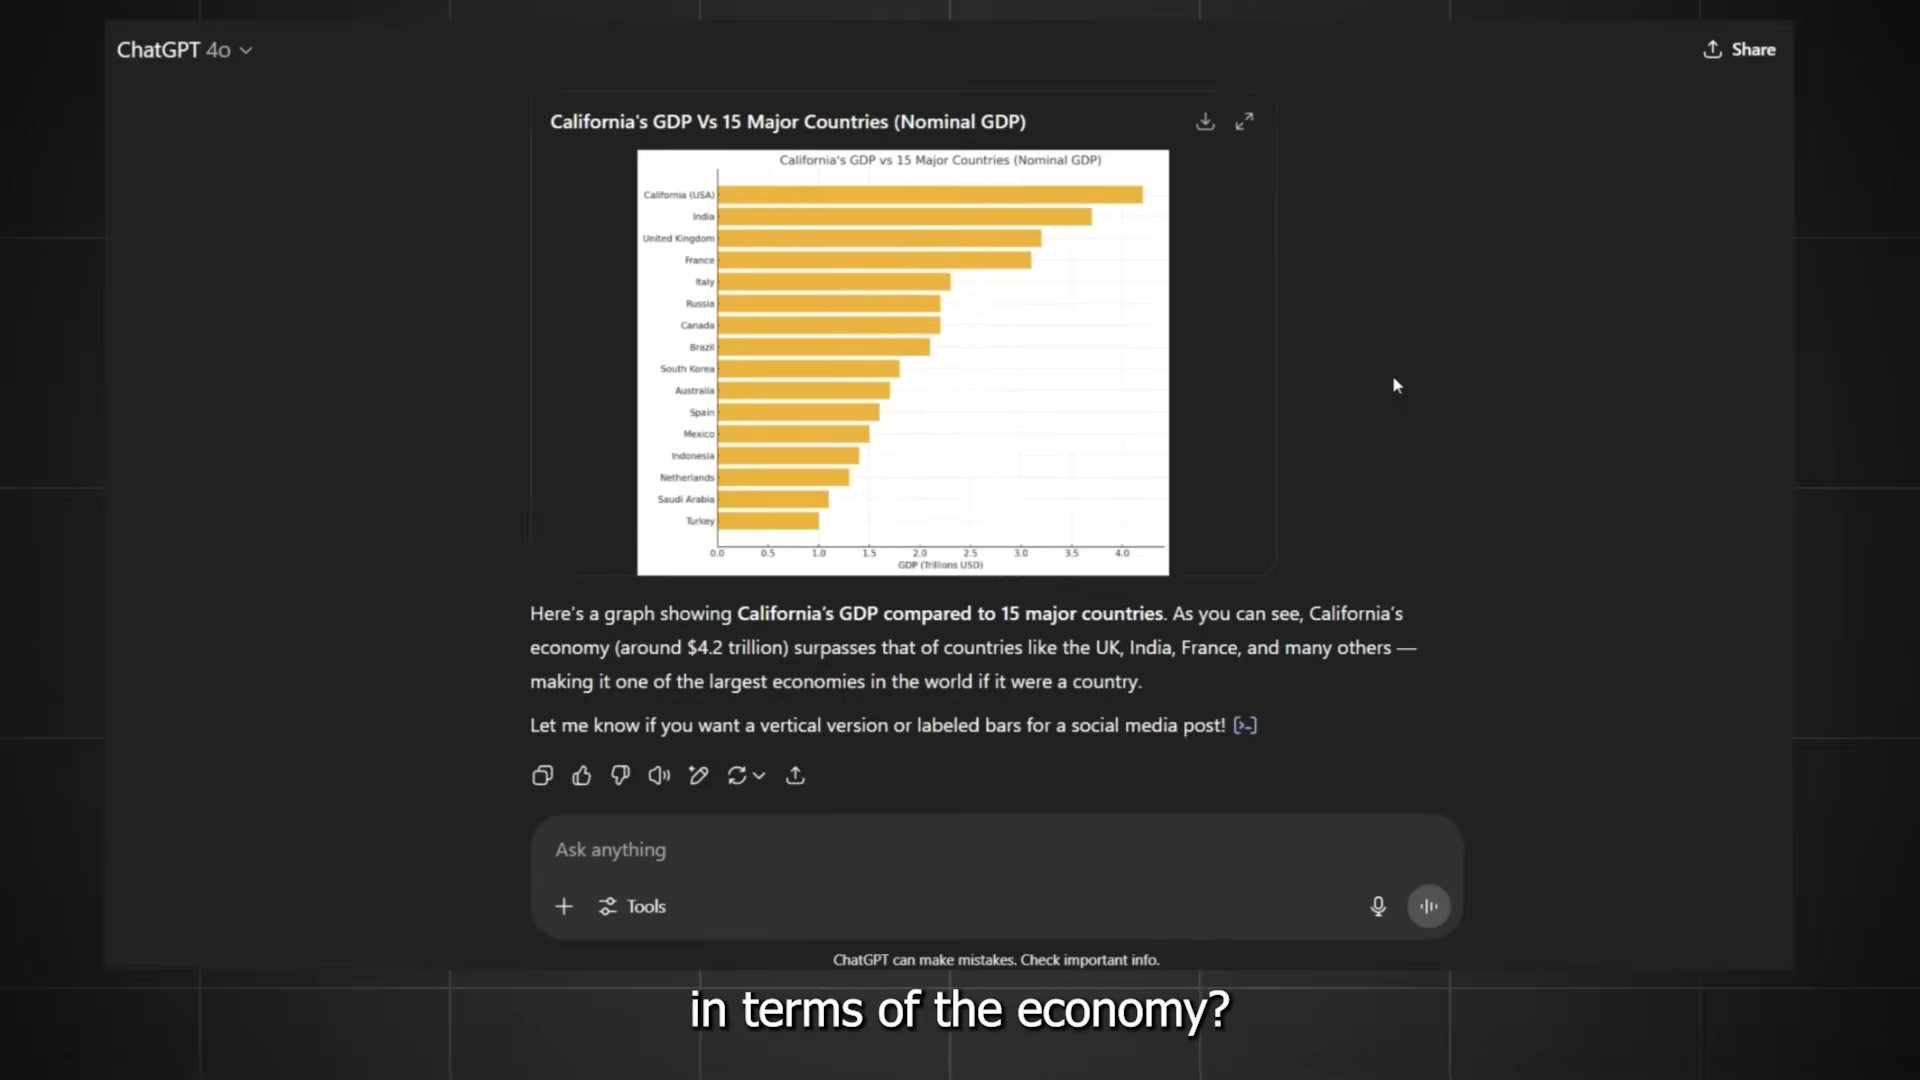 ChatGPT 4o
Share
California's GDP Vs 15 Major Countries (Nominal GDP)
California's GDP vs 15 Major Countries (Nominal GDP)
California (USA)
India
United Kingdom
France
Italy
Russia
Canada
Brazil
South Korea
Australia
Spain
Mexico
Indonesia
Netherlands
Saudi Arabia
Turkey
0.0 0.5 1.0 1.5 2.0 2.5 3.0 3.5 4.0
GDP (Trillions USD)
Here's a graph showing California's GDP compared to 15 major countries. As you can see, California's
economy (around $4.2 trillion) surpasses that of countries like the UK, India, France, and many others —
making it one of the largest economies in the world if it were a country.
Let me know if you want a vertical version or labeled bars for a social media post! [>-]
Ask anything
Tools
ChatGPT can make mistakes. Check important info.
in terms of the economy?